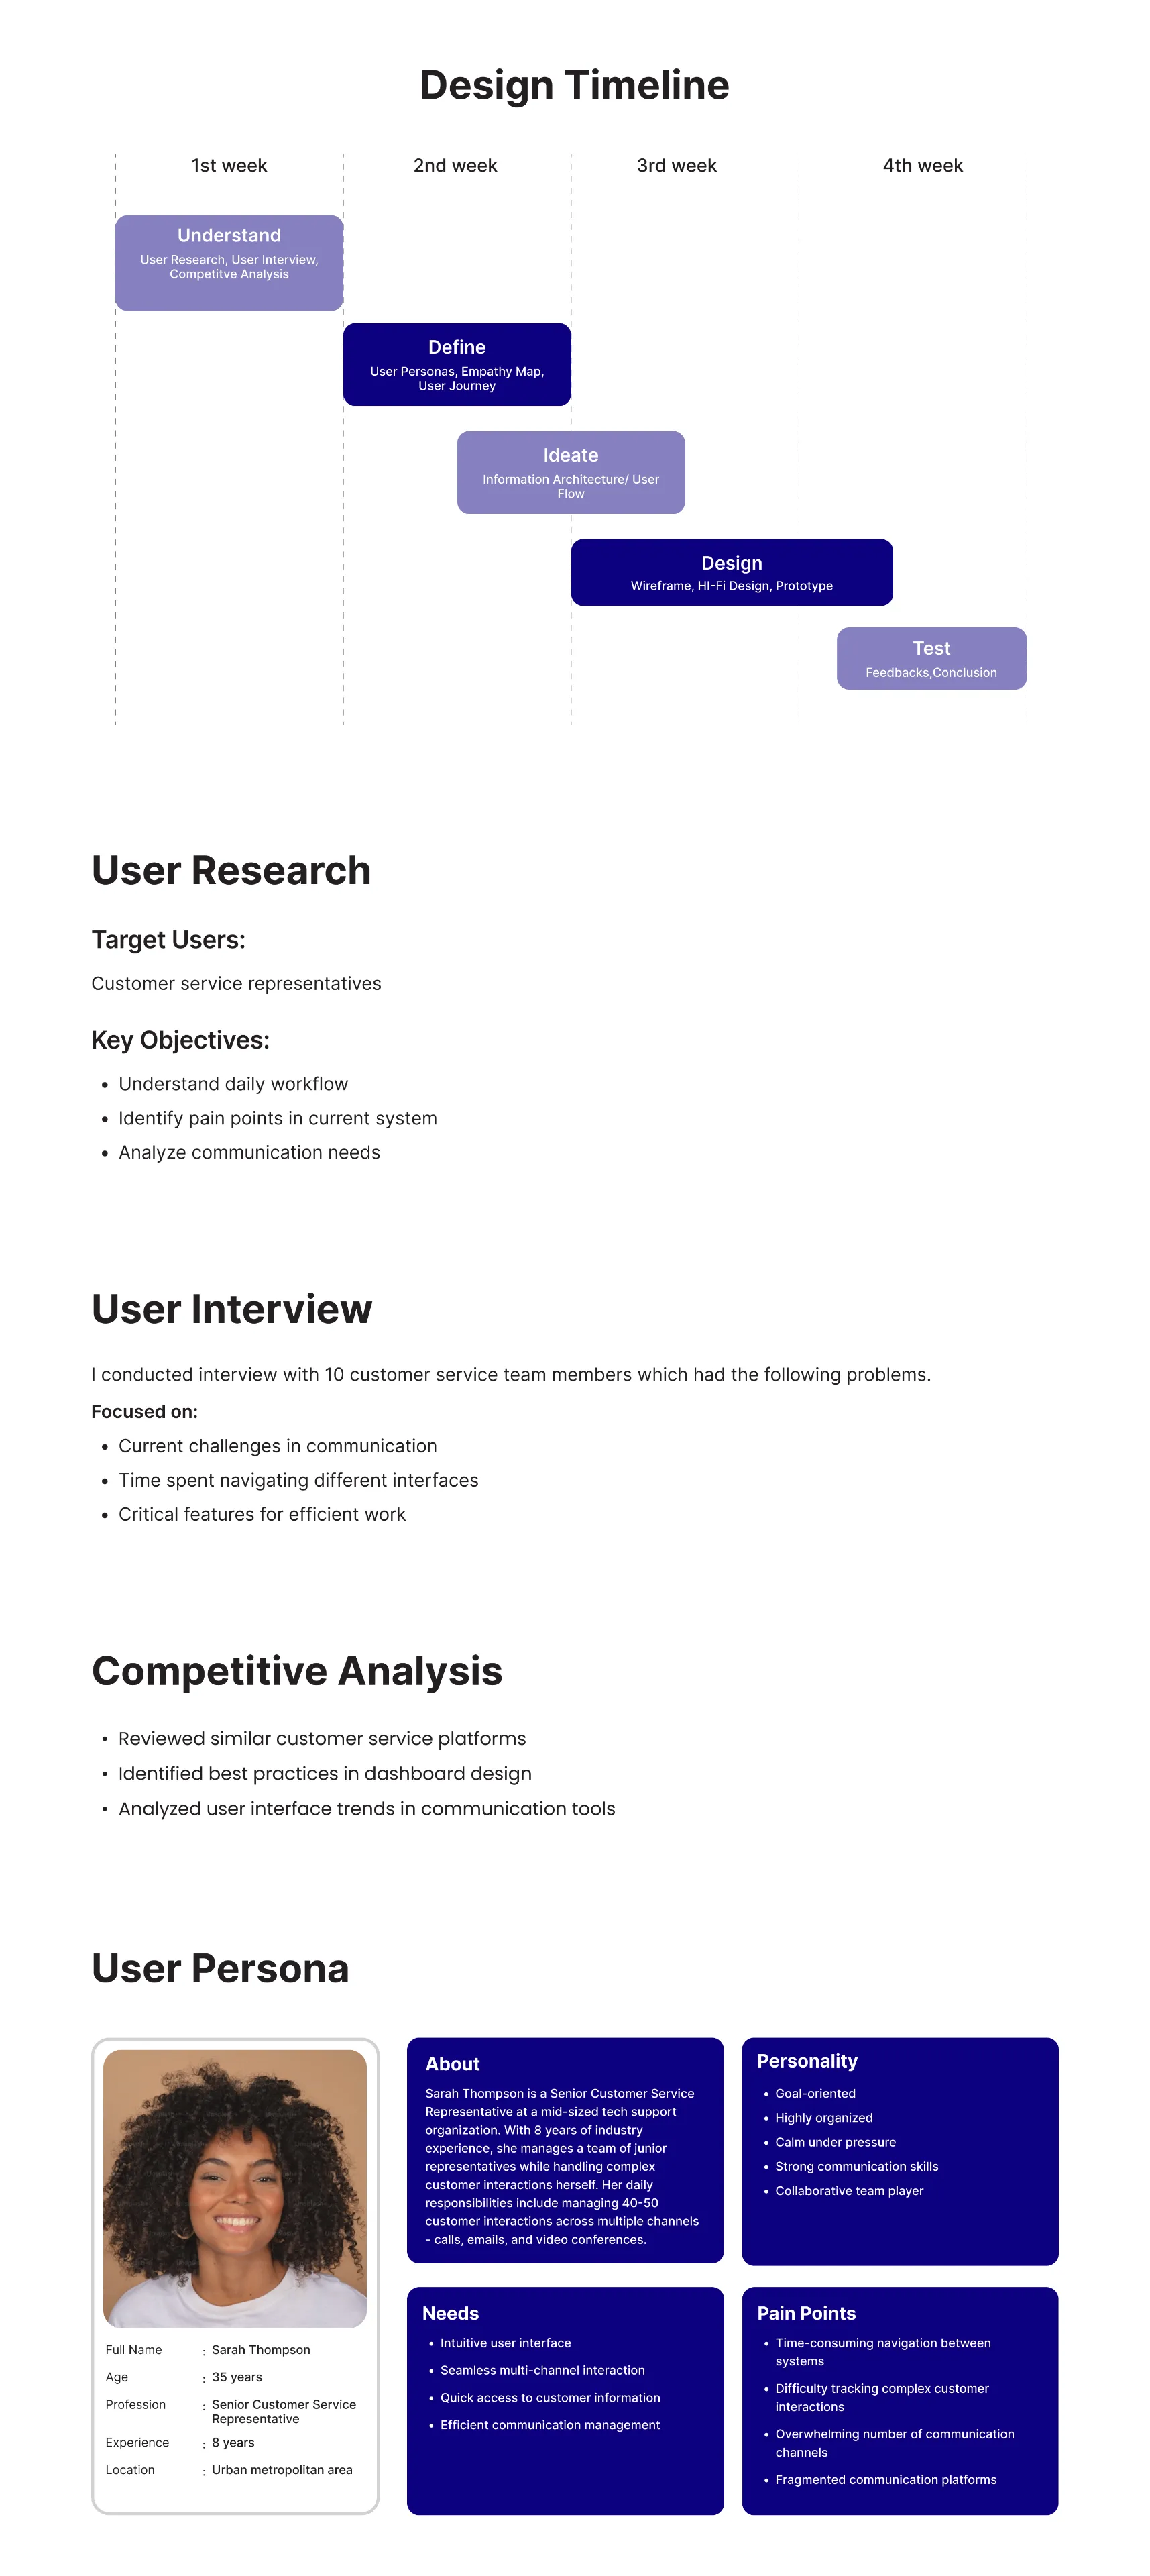 Design Timeline
1st week
2nd week
3rd week
4th week
Understand
User Research, User Interview,
Competitve Analysis
Define
User Personas, Empathy Map,
User Journey
Ideate
Information Architecture/ User
Flow
Design
Wireframe, HI-Fi Design, Prototype
Test
Feedbacks,Conclusion
User Research
Target Users:
Customer service representatives
Key Objectives:
• Understand daily workflow
• Identify pain points in current system
• Analyze communication needs
User Interview
I conducted interview with 10 customer service team members which had the following problems.
Focused on:
• Current challenges in communication
• Time spent navigating different interfaces
• Critical features for efficient work
Competitive Analysis
• Reviewed similar customer service platforms
• Identified best practices in dashboard design
• Analyzed user interface trends in communication tools
User Persona
Full Name : Sarah Thompson
Age : 35 years
Profession : Senior Customer Service
Representative
Experience : 8 years
Location : Urban metropolitan area
About
Sarah Thompson is a Senior Customer Service
Representative at a mid-sized tech support
organization. With 8 years of industry
experience, she manages a team of junior
representatives while handling complex
customer interactions herself. Her daily
responsibilities include managing 40-50
customer interactions across multiple channels
- calls, emails, and video conferences.
Personality
• Goal-oriented
• Highly organized
• Calm under pressure
• Strong communication skills
• Collaborative team player
Needs
• Intuitive user interface
• Seamless multi-channel interaction
• Quick access to customer information
• Efficient communication management
Pain Points
• Time-consuming navigation between
systems
• Difficulty tracking complex customer
interactions
• Overwhelming number of communication
channels
• Fragmented communication platforms